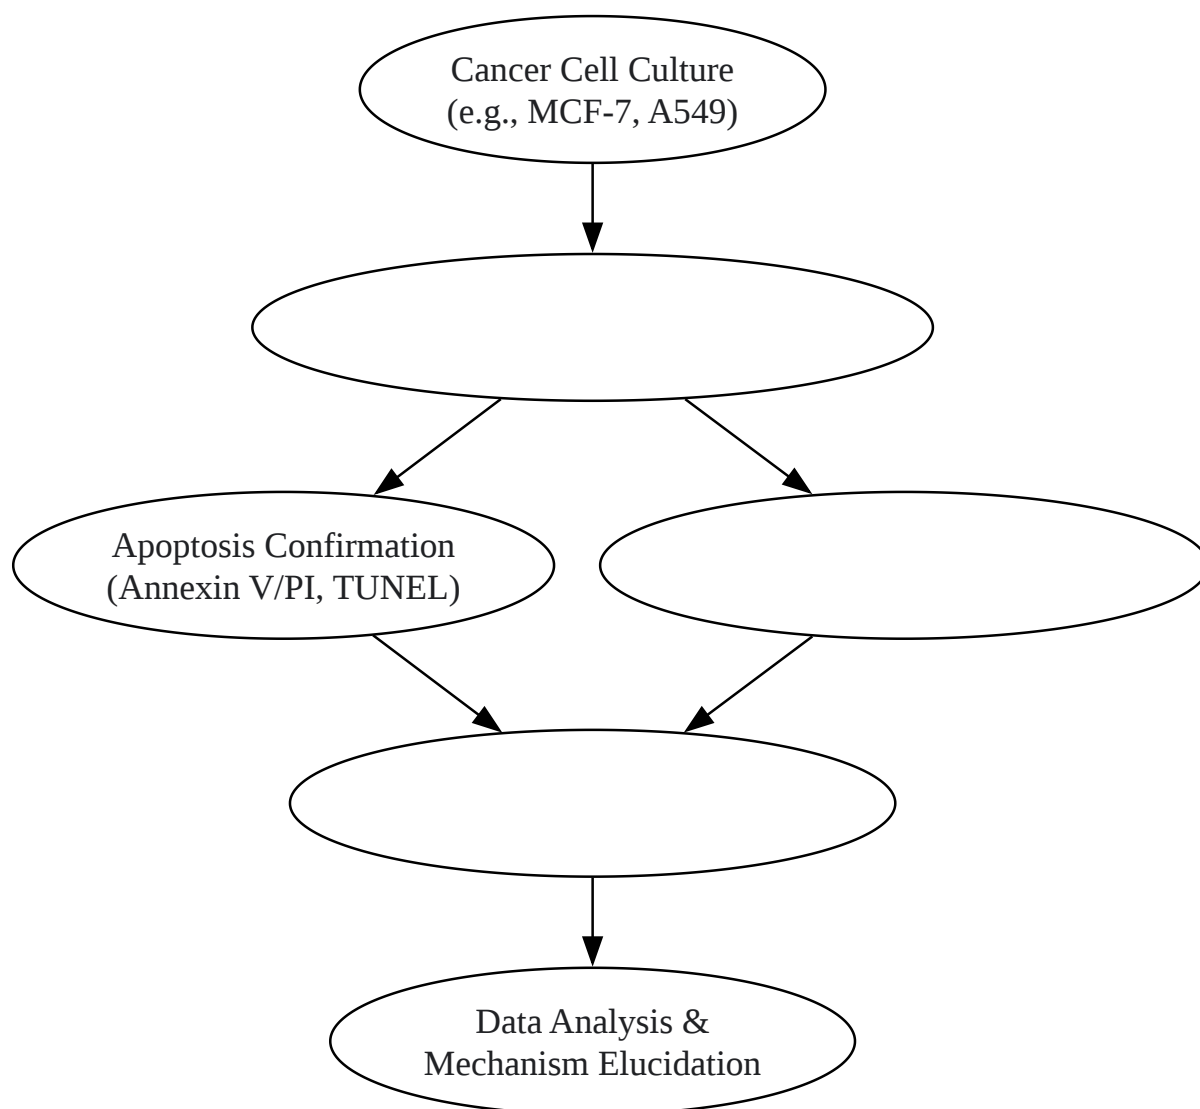 Cancer Cell Culture
(e.g., MCF-7, A549)
Apoptosis Confirmation
(Annexin V/PI, TUNEL)
Data Analysis &
Mechanism Elucidation